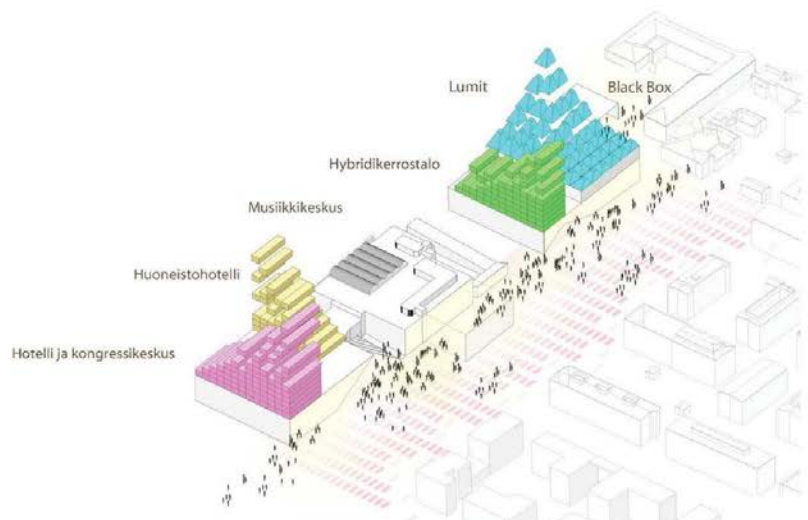 Lumit
Black Box
Hybridikerrostalo
Musiikkikeskus
Huoneistohotelli
Hotelli ja kongressikeskus